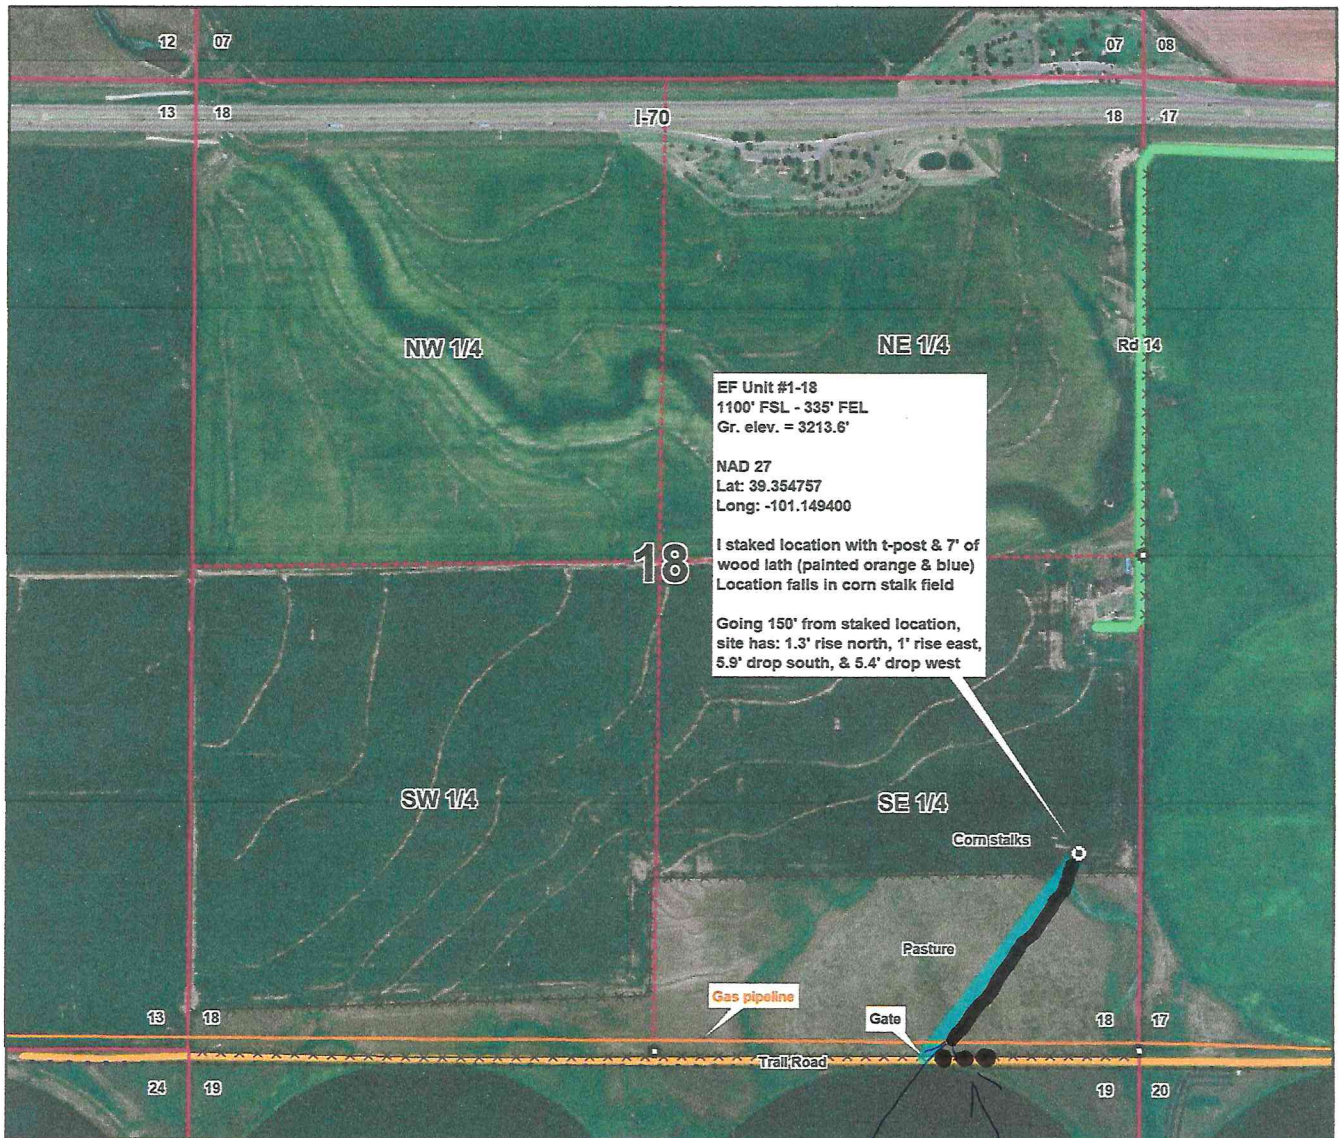 12 07
07 08
13 18
I-70
18 17
NW 1/4
NE 1/4
Rd 14
EF Unit #1-18
1100' FSL - 335' FEL
Gr. elev. = 3213.6'
NAD 27
Lat: 39.354757
Long: -101.149400
I staked location with t-post & 7' of
wood lath (painted orange & blue)
Location falls in corn stalk field
Going 150' from staked location,
site has: 1.3' rise north, 1' rise east,
5.9' drop south, & 5.4' drop west
18
SW 1/4
SE 1/4
Corn stalks
Pasture
Gas pipeline
Gate
13 18
18 17
Trail Road
24 19
19 20